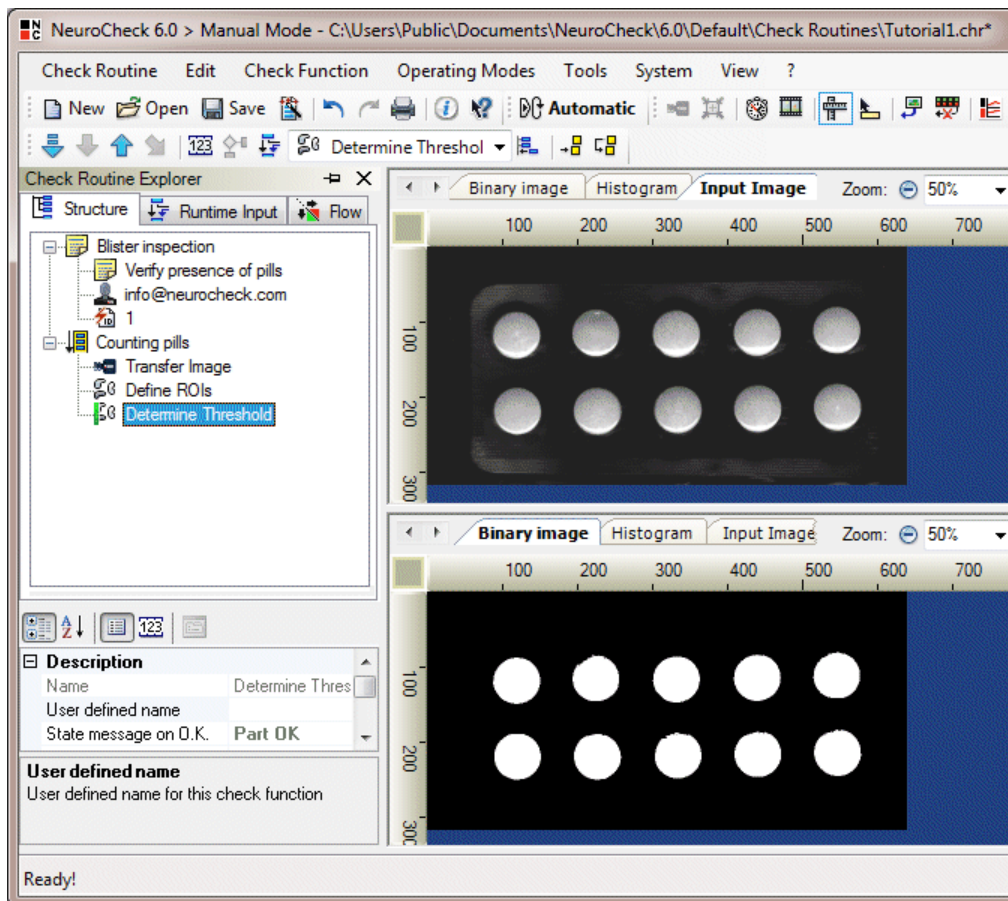 NC NeuroCheck 6.0 > Manual Mode - C:\Users\Public\Documents\NeuroCheck\6.0\Default\Check Routines\Tutorial1.chr*
Check Routine Edit Check Function Operating Modes Tools System View ?
New Open Save Automatic
123 Determine Threshol
Check Routine Explorer
Structure Runtime Input Flow
Blister inspection
Verify presence of pills
info@neurocheck.com
ID 1
Counting pills
Transfer Image
Define ROIs
Determine Threshold
Binary image Histogram Input Image Zoom: 50%
100 200 300 400 500 600 700
100
200
300
Binary image Histogram Input Image Zoom: 50%
100 200 300 400 500 600 700
100
200
300
A Z 123
Description
Name Determine Thres
User defined name
State message on O.K. Part OK
User defined name
User defined name for this check function
Ready!